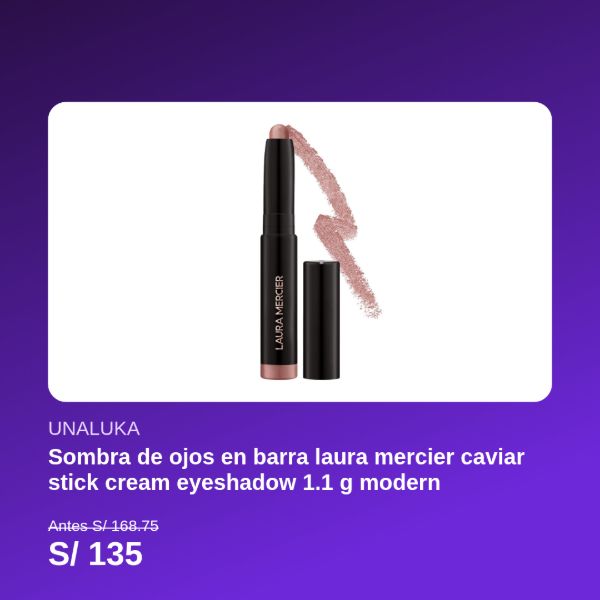 LAURA MERCIER
UNALUKA
Sombra de ojos en barra laura mercier caviar
stick cream eyeshadow 1.1 g modern
Antes S/ 168.75
S/ 135